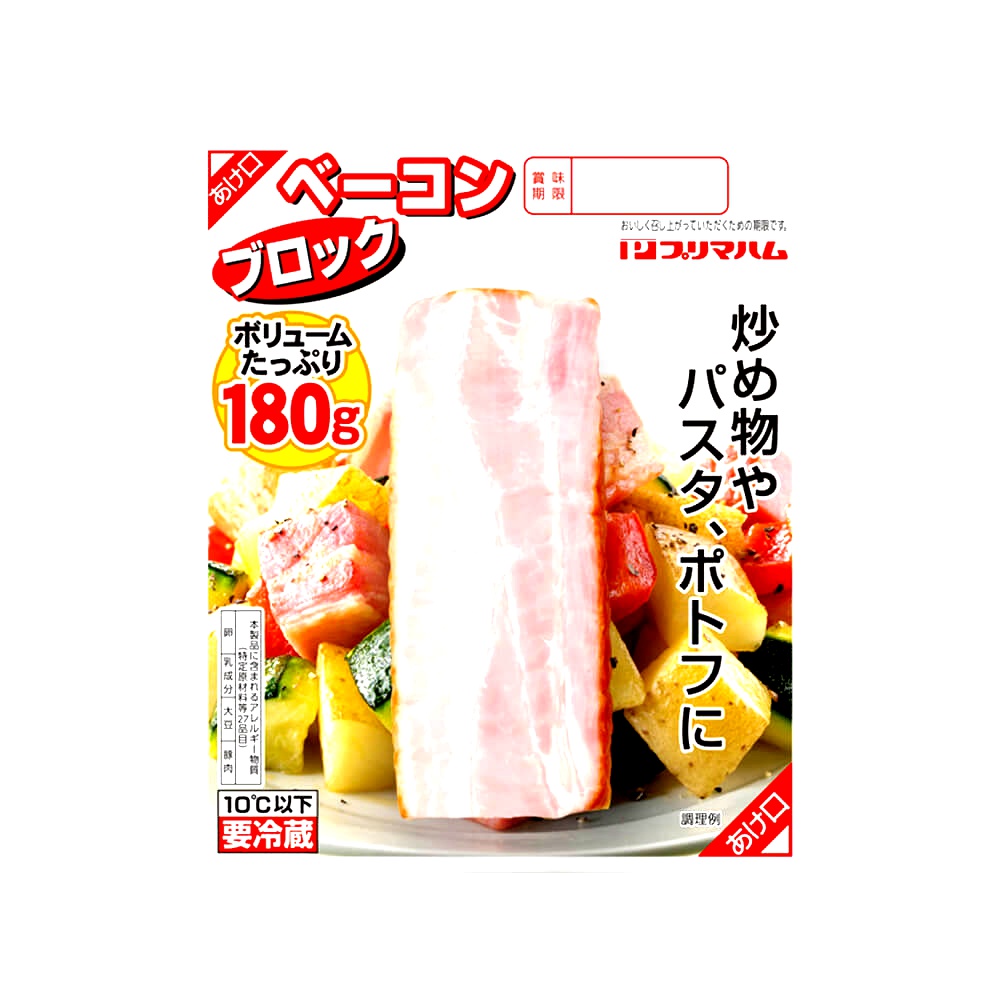 あけ口
ベーコン
ブロック
賞味
期限
おいしく召し上がっていただくための期限です。
プリマハム
ボリューム
たっぷり
180g
炒め物や
パスタ、ポトフに
本製品に含まれるアレルギー物質
(特定原材料等27品目)
卵 乳成分 大豆 豚肉
10℃以下
要冷蔵
調理例
あけ口